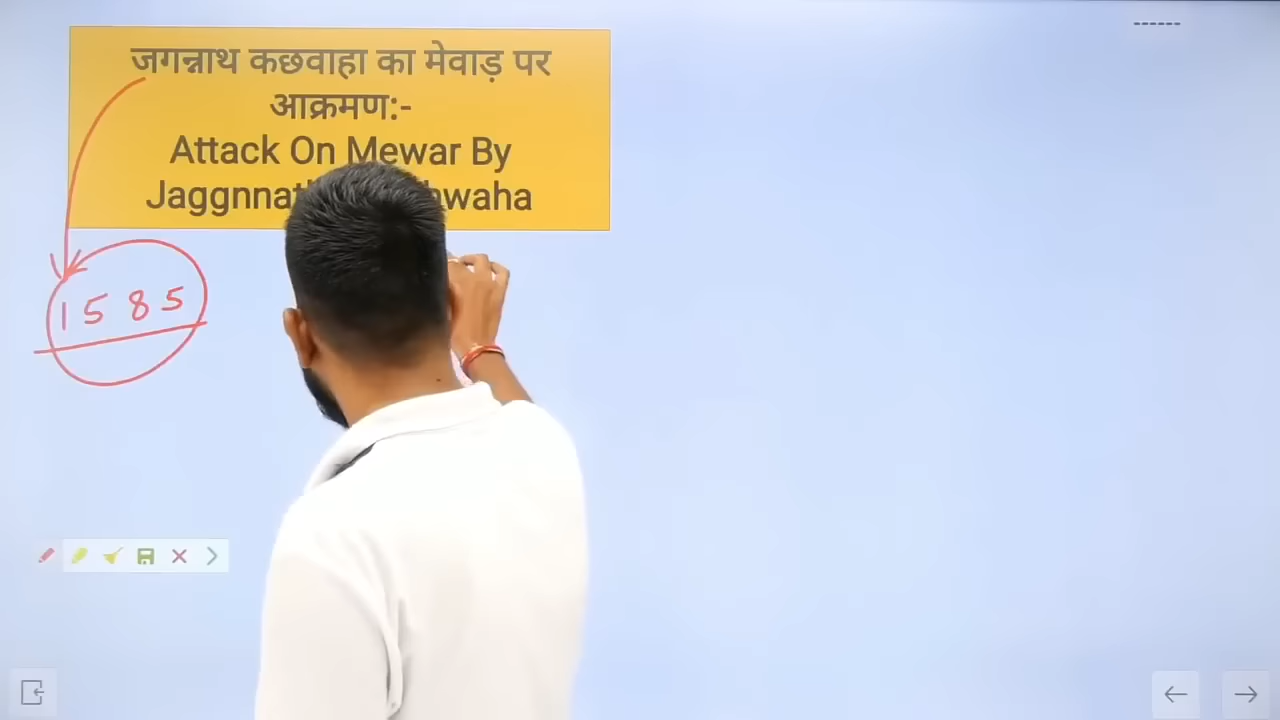 जगन्नाथ कछवाहा का मेवाड़ पर
आक्रमण:-
Attack On Mewar By
1585